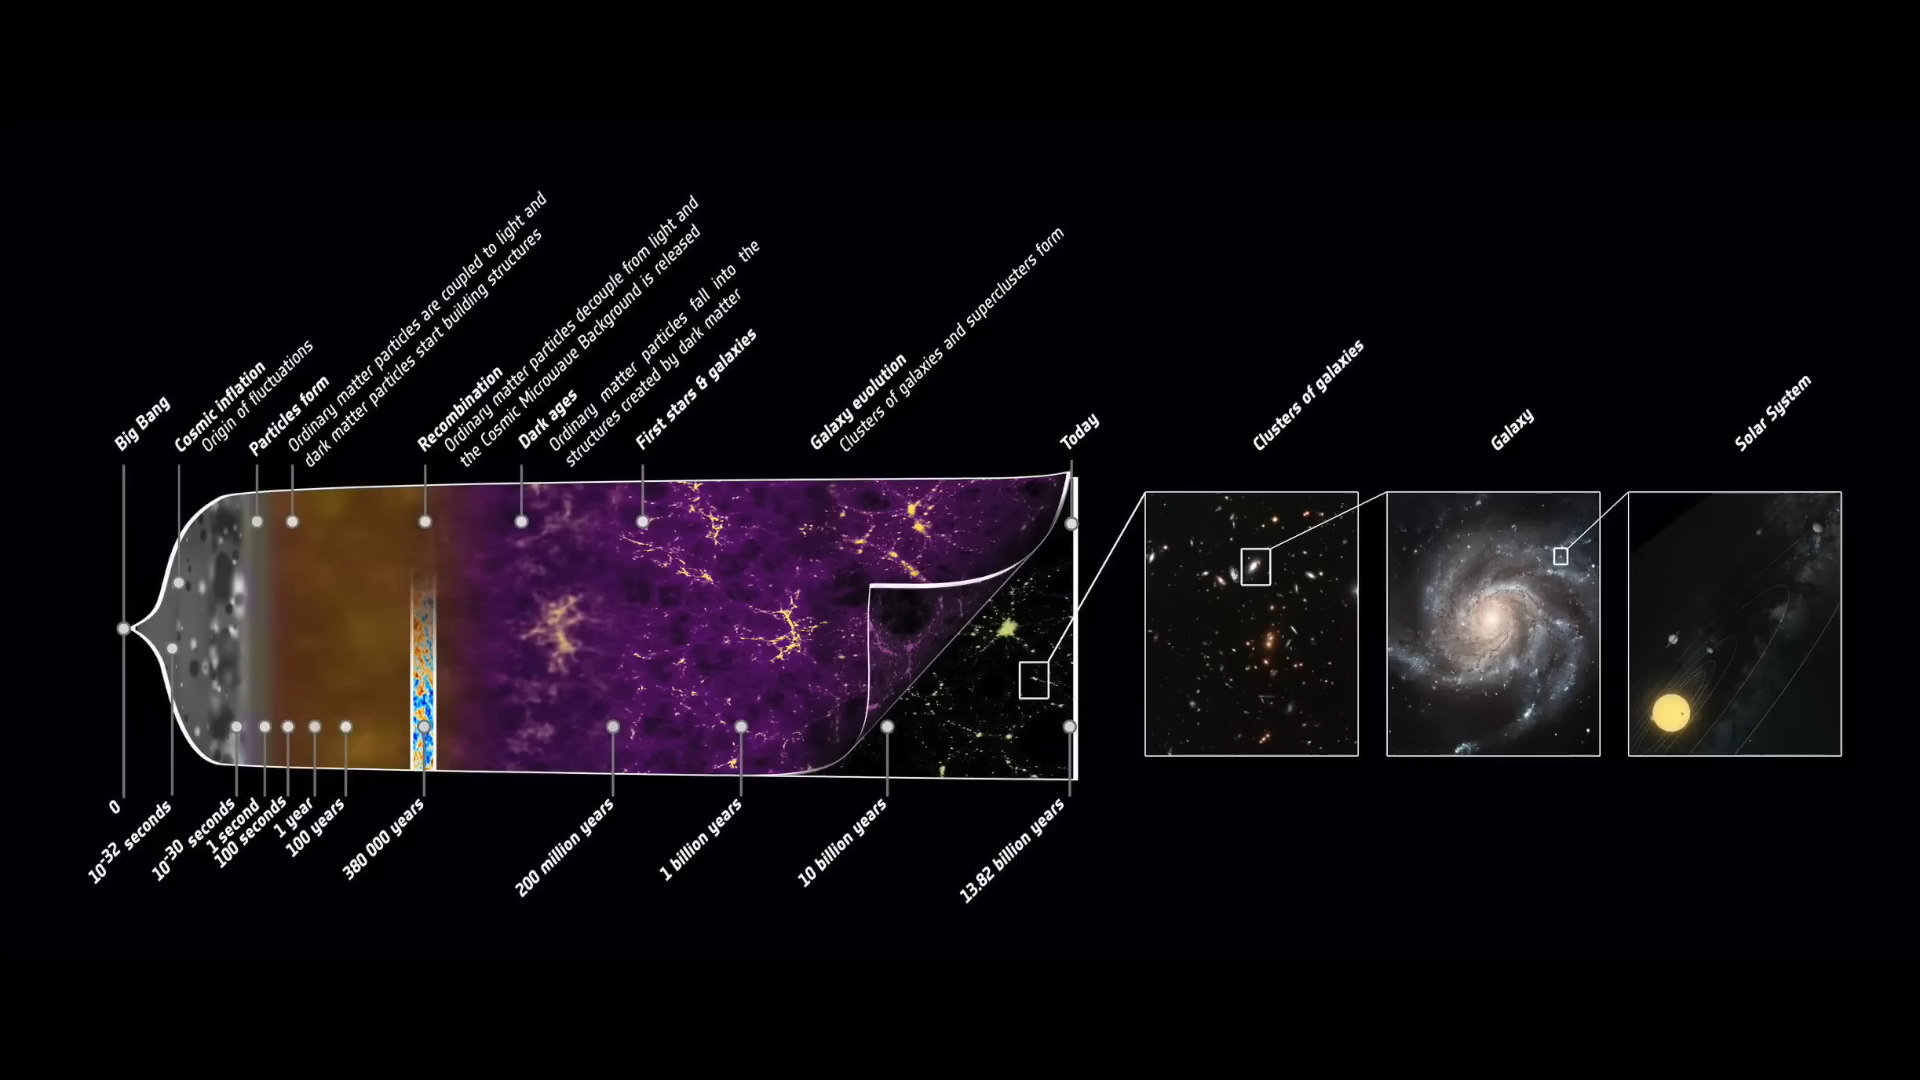 Big Bang
Cosmic inflation
Origin of fluctuations
Particles form
Ordinary matter particles are coupled to light and
dark matter particles start building structures
Recombination
Ordinary matter particles decouple from light and
the Cosmic Microwave Background is released
Dark ages
Ordinary matter particles fall into the
structures created by dark matter
First stars & galaxies
Galaxy evolution
Clusters of galaxies and superclusters form
Today
Clusters of galaxies
Galaxy
Solar System
0
10-32 seconds
10-30 seconds
1 second
100 seconds
1 year
100 years
380 000 years
200 million years
1 billion years
10 billion years
13.82 billion years